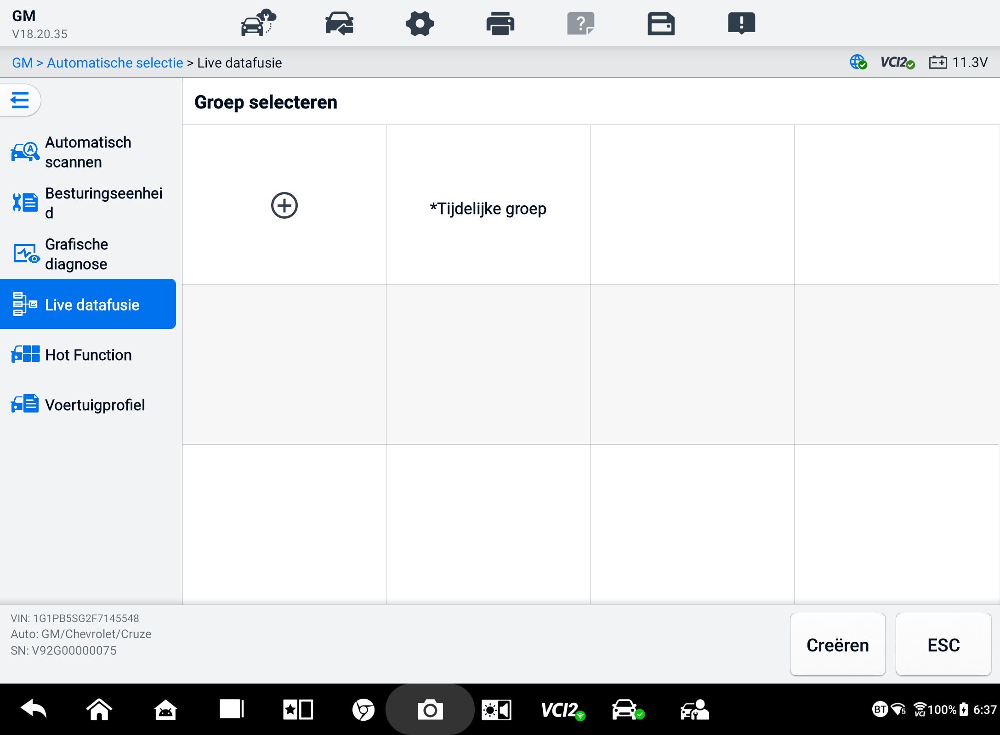 GM
V18.20.35
GM > Automatische selectie > Live datafusie
VCI2
11.3V
Groep selecteren
Automatisch
scannen
Besturingseenhei
d
Grafische
diagnose
Live datafusie
Hot Function
Voertuigprofiel
*Tijdelijke groep
VIN: 1G1PB5SG2F7145548
Auto: GM/Chevrolet/Cruze
SN: V92G00000075
Creëren
ESC
VCI2
BT
5
VCI
100%
6:37